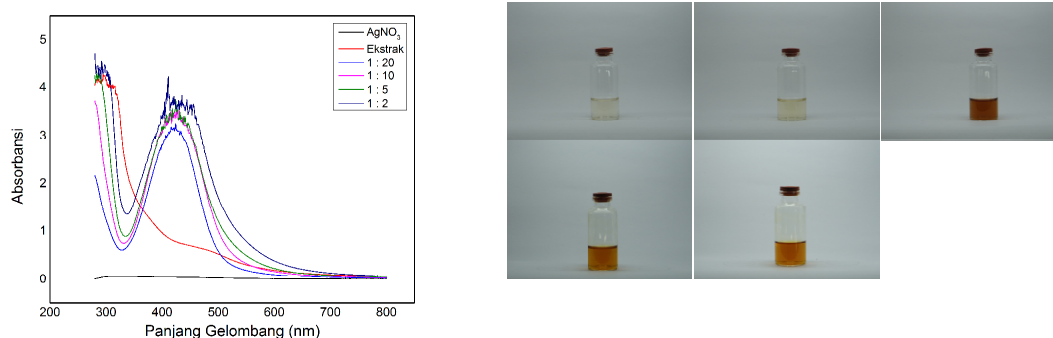 5
4
3
2
1
0
Absorbansi
200 300 400 500 600 700 800
Panjang Gelombang (nm)
AgNO₃
Ekstrak
1 : 20
1 : 10
1 : 5
1 : 2